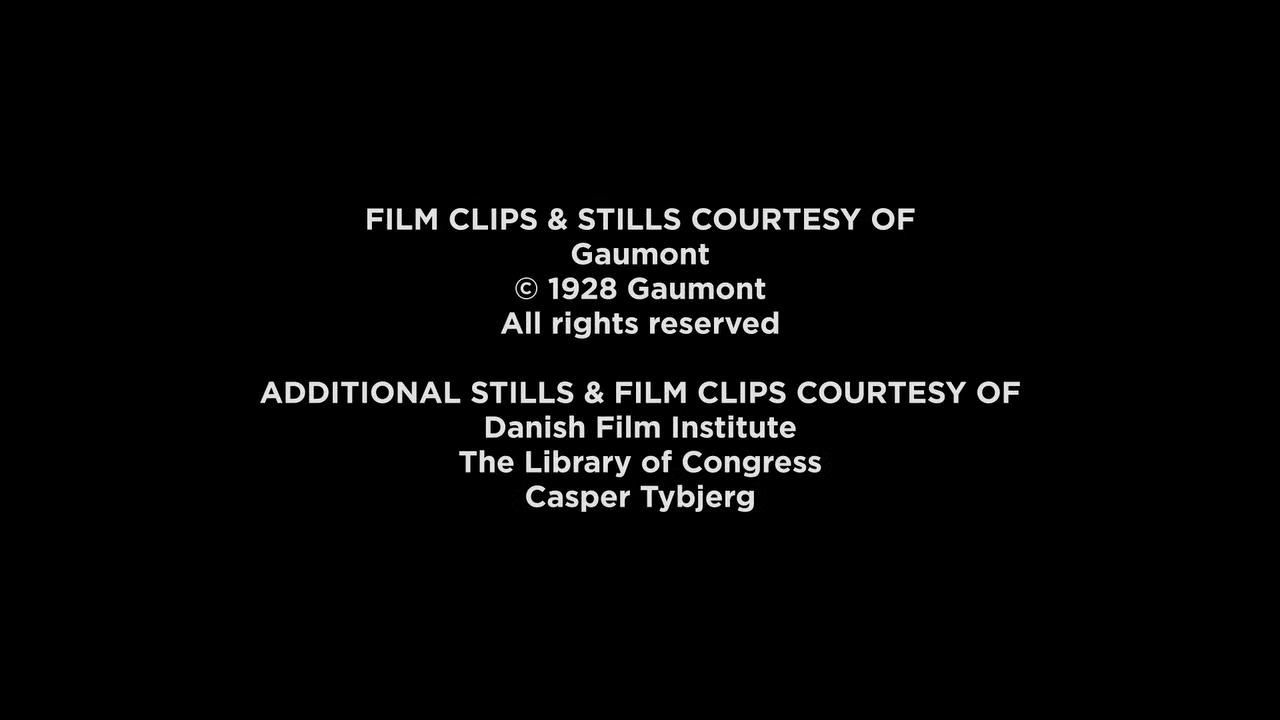 FILM CLIPS & STILLS COURTESY OF
Gaumont
© 1928 Gaumont
All rights reserved
ADDITIONAL STILLS & FILM CLIPS COURTESY OF
Danish Film Institute
The Library of Congress
Casper Tybjerg